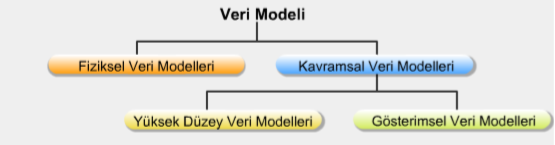 Veri Modeli
Fiziksel Veri Modelleri
Kavramsal Veri Modelleri
Yüksek Düzey Veri Modelleri
Gösterimsel Veri Modelleri